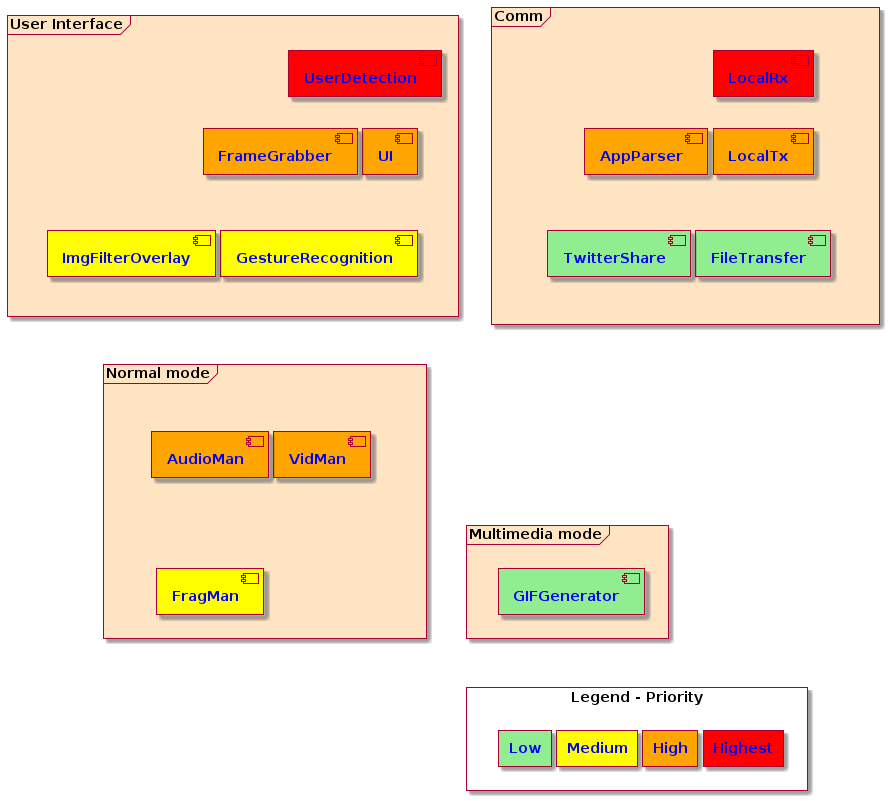 User Interface
UserDetection
FrameGrabber
UI
ImgFilterOverlay
GestureRecognition
Comm
LocalRx
AppParser
LocalTx
TwitterShare
FileTransfer
Normal mode
AudioMan
VidMan
FragMan
Multimedia mode
GIFGenerator
Legend - Priority
Low
Medium
High
Highest